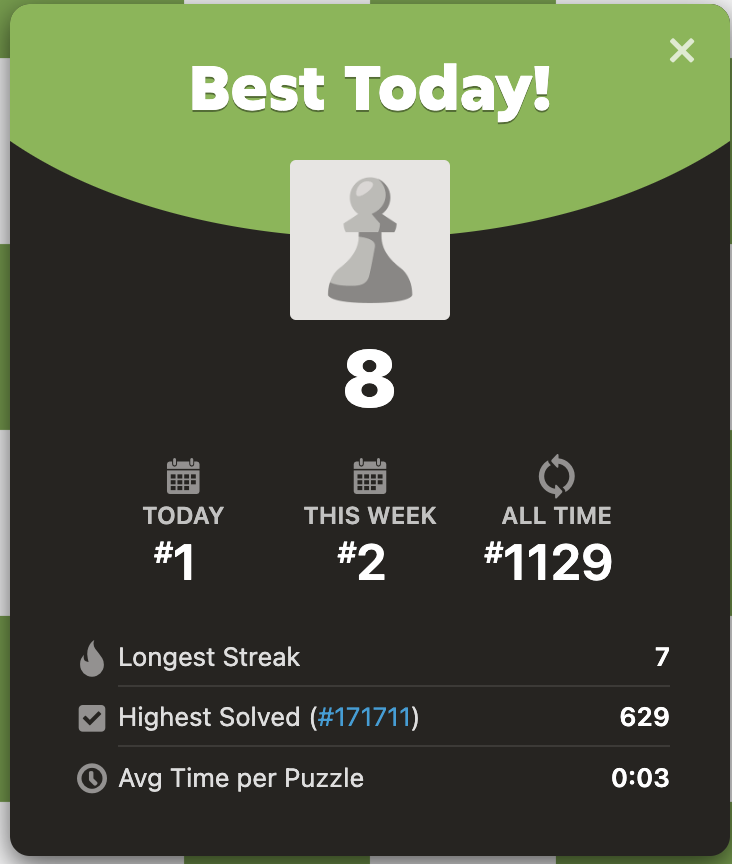 Best Today!
8
TODAY THIS WEEK ALL TIME
#1 #2 #1129
Longest Streak 7
Highest Solved (#171711) 629
Avg Time per Puzzle 0:03